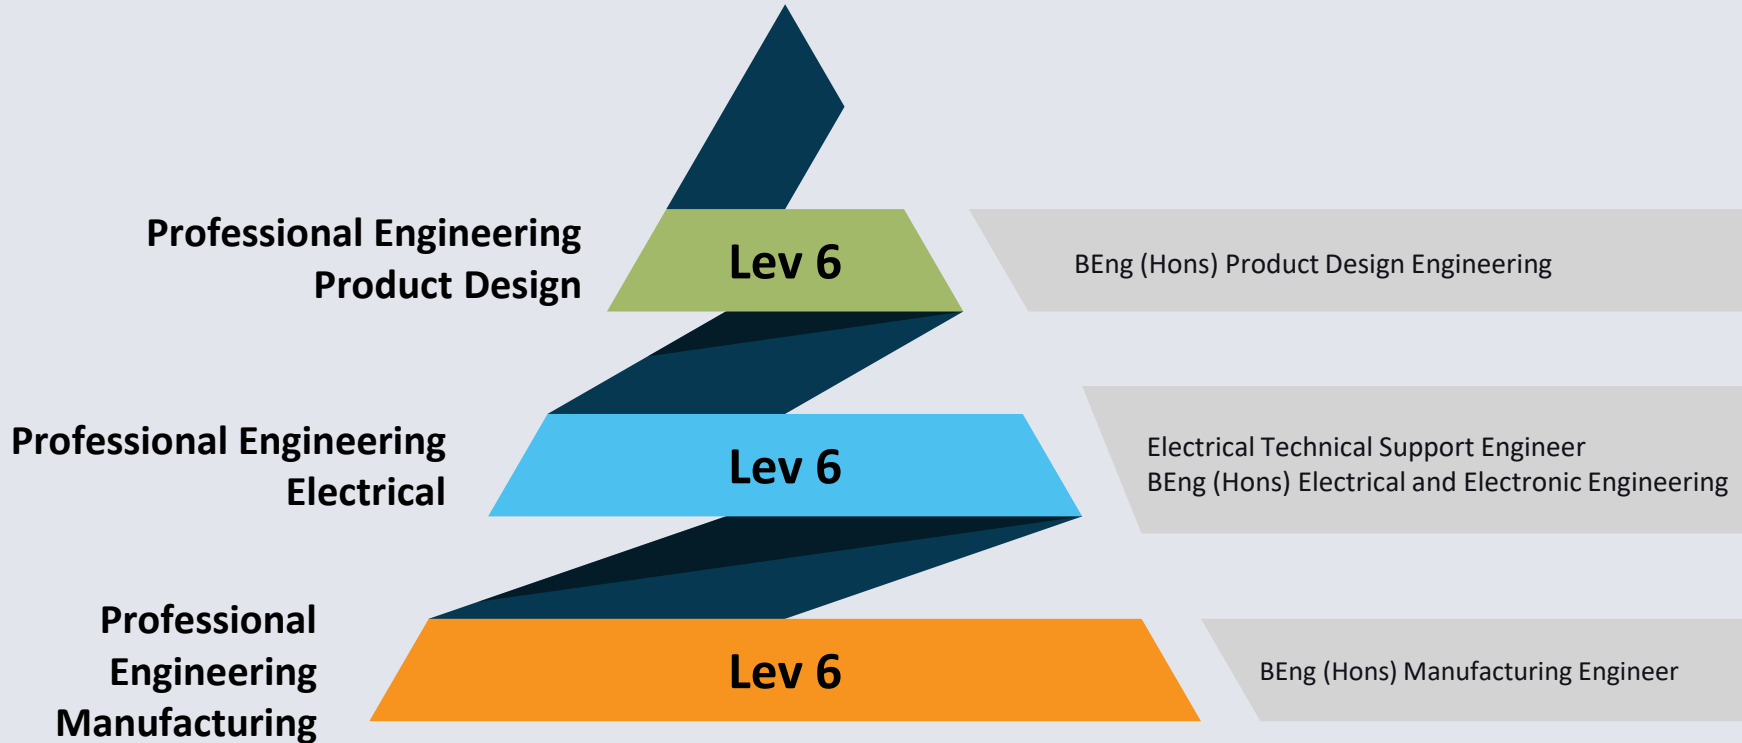 Professional Engineering
Product Design
Lev 6
BEng (Hons) Product Design Engineering
Professional Engineering
Electrical
Lev 6
Electrical Technical Support Engineer
BEng (Hons) Electrical and Electronic Engineering
Professional
Engineering
Manufacturing
Lev 6
BEng (Hons) Manufacturing Engineer